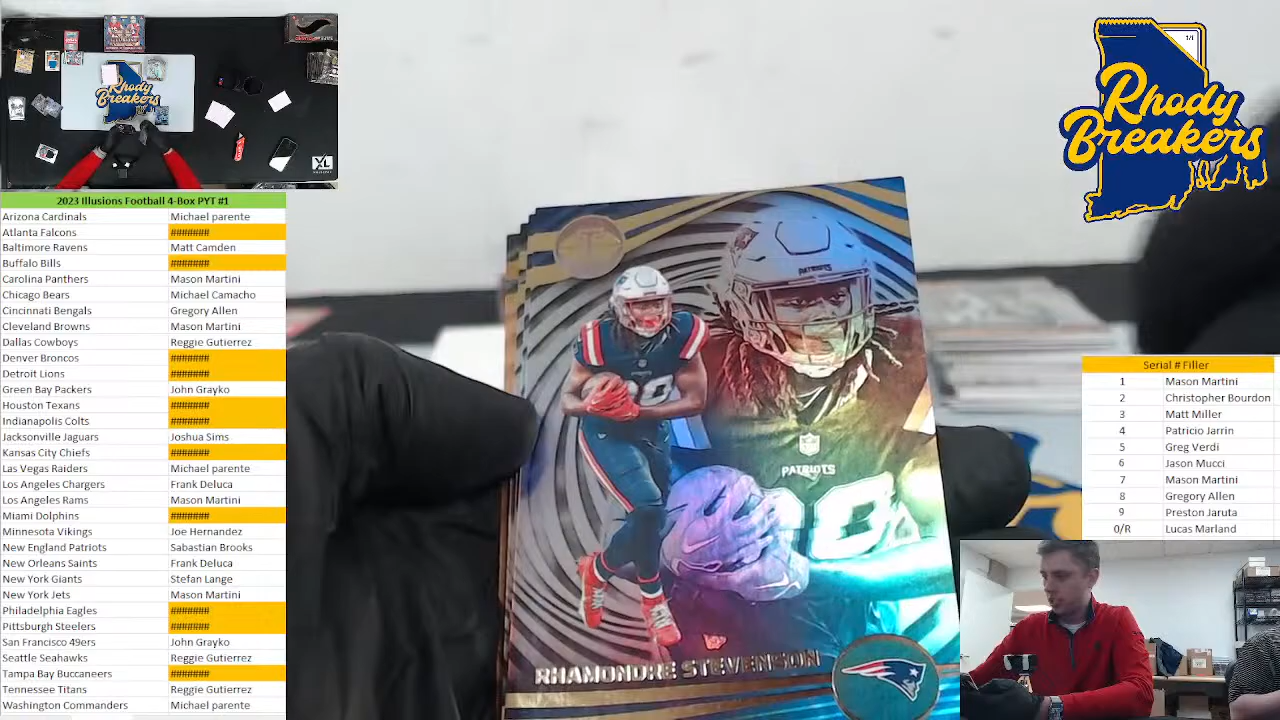 Rhody
Breakers
1/1
Rhody
Breakers
XL
2023 Illusions Football 4-Box PYT #1
Arizona Cardinals Michael parente
Atlanta Falcons #######
Baltimore Ravens Matt Camden
Buffalo Bills #######
Carolina Panthers Mason Martini
Chicago Bears Michael Camacho
Cincinnati Bengals Gregory Allen
Cleveland Browns Mason Martini
Dallas Cowboys Reggie Gutierrez
Denver Broncos #######
Detroit Lions #######
Green Bay Packers John Grayko
Houston Texans #######
Indianapolis Colts #######
Jacksonville Jaguars Joshua Sims
Kansas City Chiefs #######
Las Vegas Raiders Michael parente
Los Angeles Chargers Frank Deluca
Los Angeles Rams Mason Martini
Miami Dolphins #######
Minnesota Vikings Joe Hernandez
New England Patriots Sabastian Brooks
New Orleans Saints Frank Deluca
New York Giants Stefan Lange
New York Jets Mason Martini
Philadelphia Eagles #######
Pittsburgh Steelers #######
San Francisco 49ers John Grayko
Seattle Seahawks Reggie Gutierrez
Tampa Bay Buccaneers #######
Tennessee Titans Reggie Gutierrez
Washington Commanders Michael parente
PATRIOTS
NFL
PATRIOTS
38
RHAMONDRE STEVENSON
Serial # Filler
1 Mason Martini
2 Christopher Bourdon
3 Matt Miller
4 Patricio Jarrin
5 Greg Verdi
6 Jason Mucci
7 Mason Martini
8 Gregory Allen
9 Preston Jaruta
0/R Lucas Marland